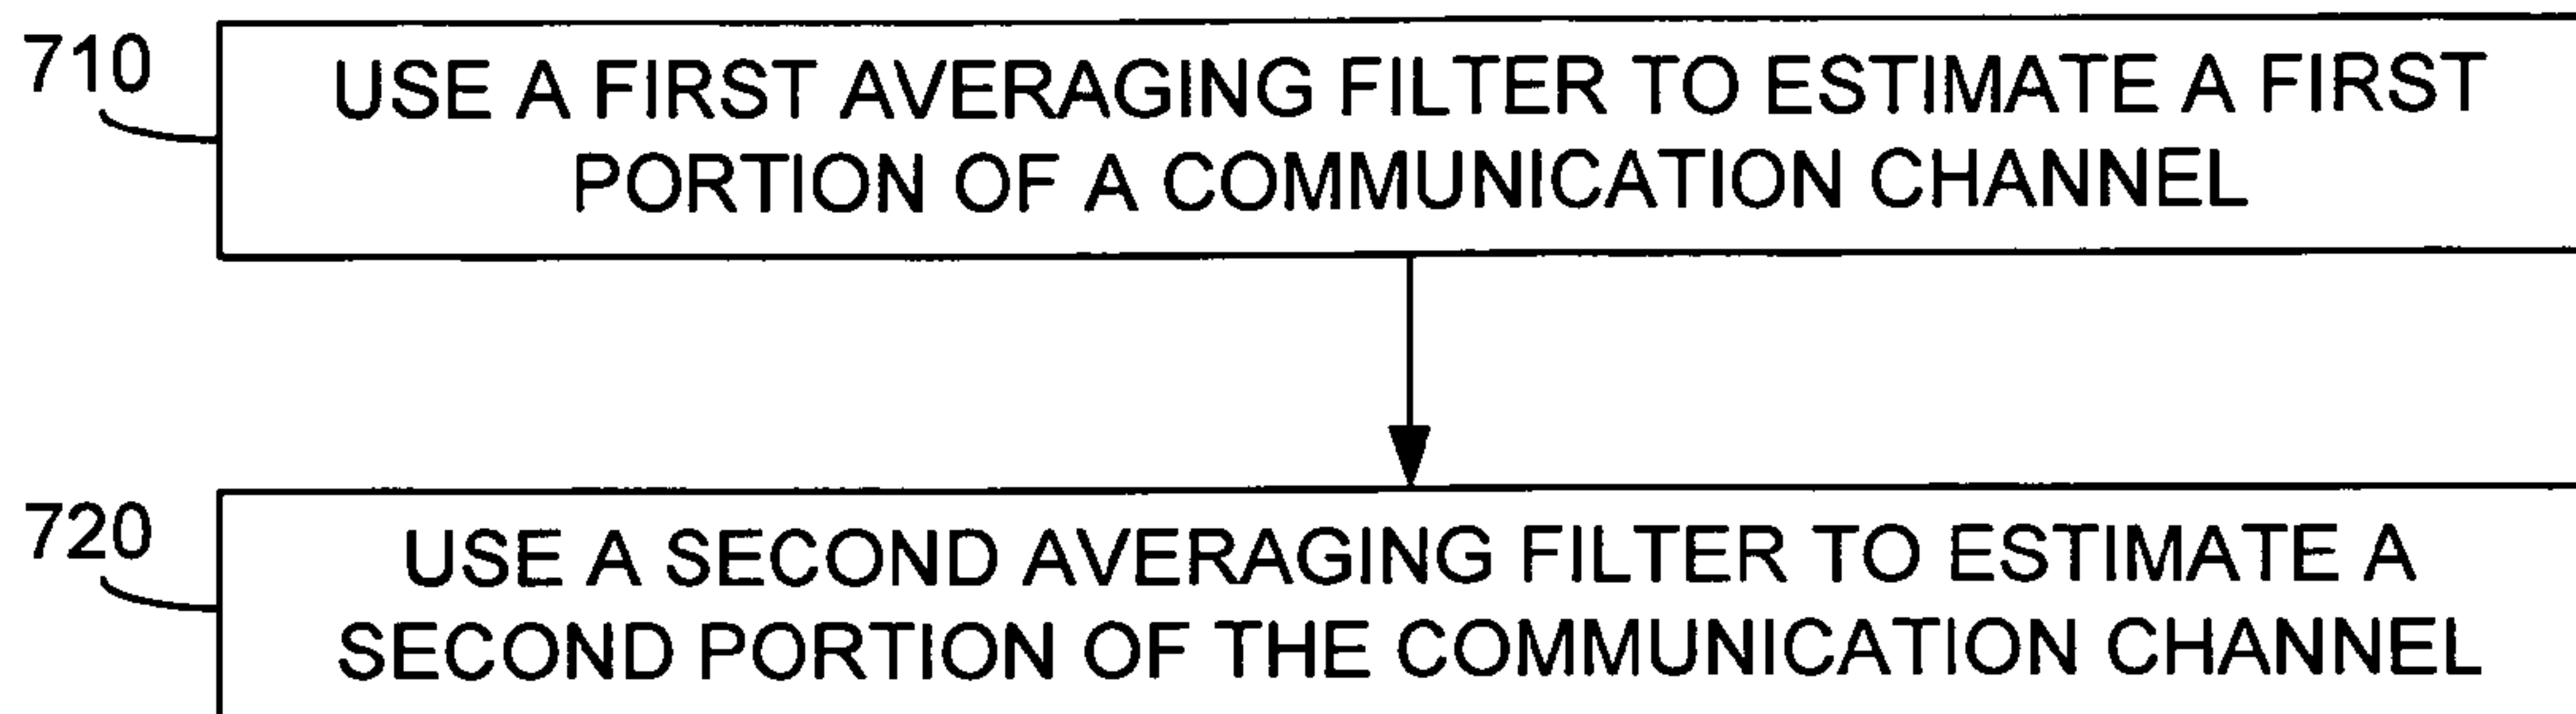 710
USE A FIRST AVERAGING FILTER TO ESTIMATE A FIRST
PORTION OF A COMMUNICATION CHANNEL
720
USE A SECOND AVERAGING FILTER TO ESTIMATE A
SECOND PORTION OF THE COMMUNICATION CHANNEL